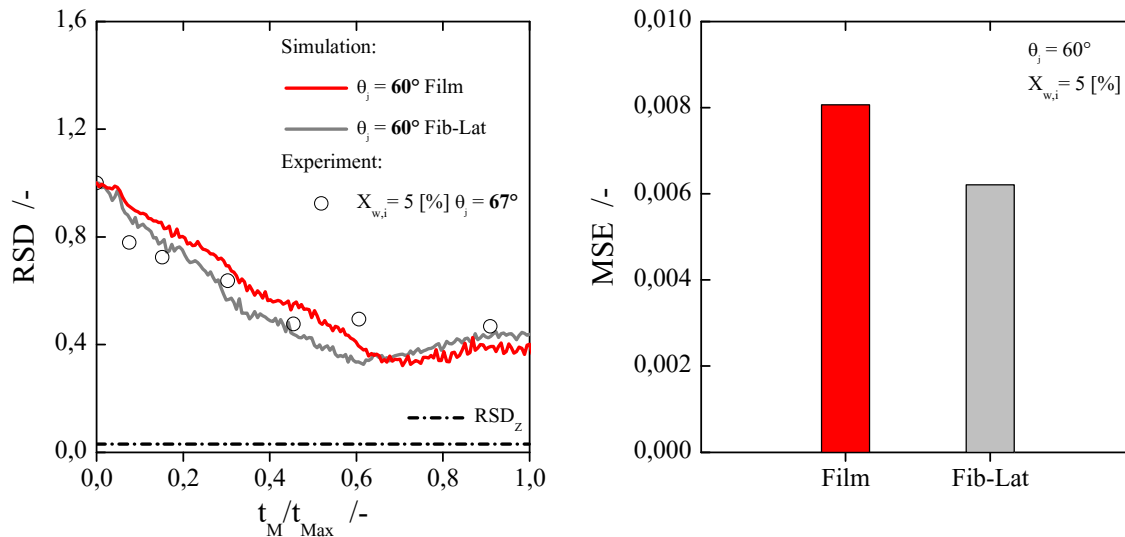 1,6
1,2
0,8
0,4
0,0
RSD /-
Simulation:
θj = 60° Film
θj = 60° Fib-Lat
Experiment:
Xw,i = 5 [%] θj = 67°
RSDZ
0,0 0,2 0,4 0,6 0,8 1,0
tM/tMax /-
0,010
0,008
0,006
0,004
0,002
0,000
MSE /-
θj = 60°
Xw,i = 5 [%]
Film Fib-Lat